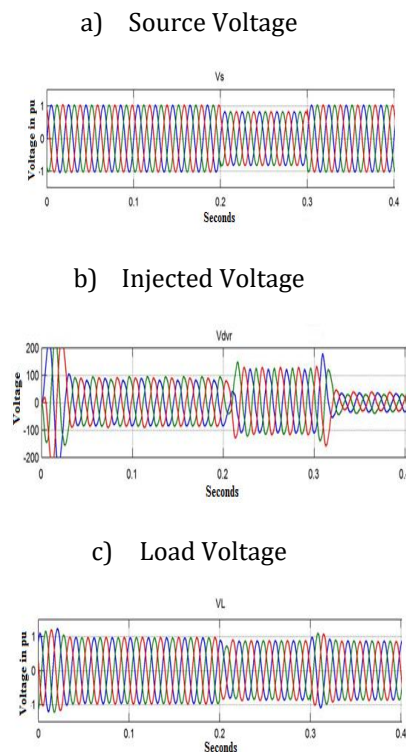 a) Source Voltage
Vs
Voltage in pu
1
0
-1
0 0.1 0.2 0.3 0.4
Seconds
b) Injected Voltage
Vdvr
Voltage
200
100
0
-100
-200
0 0.1 0.2 0.3 0.4
Seconds
c) Load Voltage
VL
Voltage in pu
1
0
1
0 0.1 0.2 0.3 0.4
Seconds